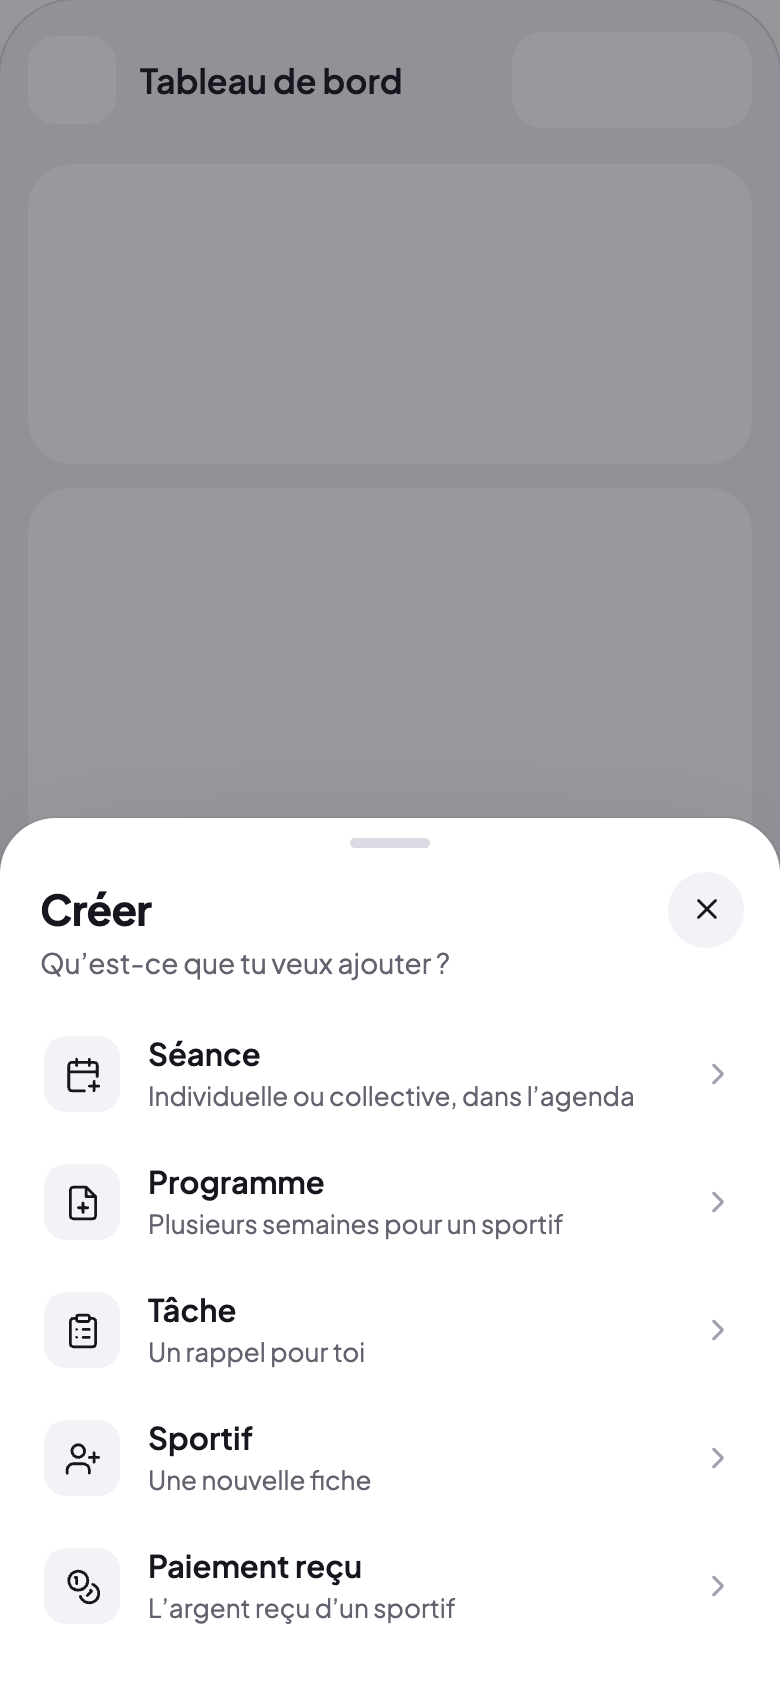 Tableau de bord
Créer
Qu’est-ce que tu veux ajouter ?
Séance
Individuelle ou collective, dans l’agenda
Programme
Plusieurs semaines pour un sportif
Tâche
Un rappel pour toi
Sportif
Une nouvelle fiche
Paiement reçu
L’argent reçu d’un sportif